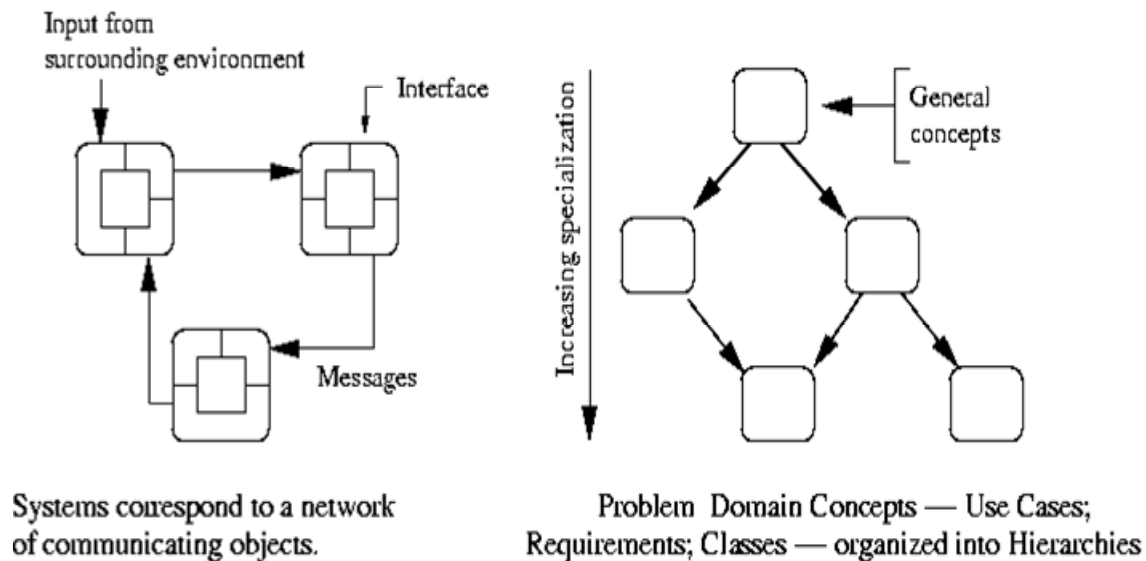 Input from
surrounding environment
Interface
Messages
Systems correspond to a network
of communicating objects.
Increasing specialization
General
concepts
Problem Domain Concepts — Use Cases;
Requirements; Classes — organized into Hierarchies